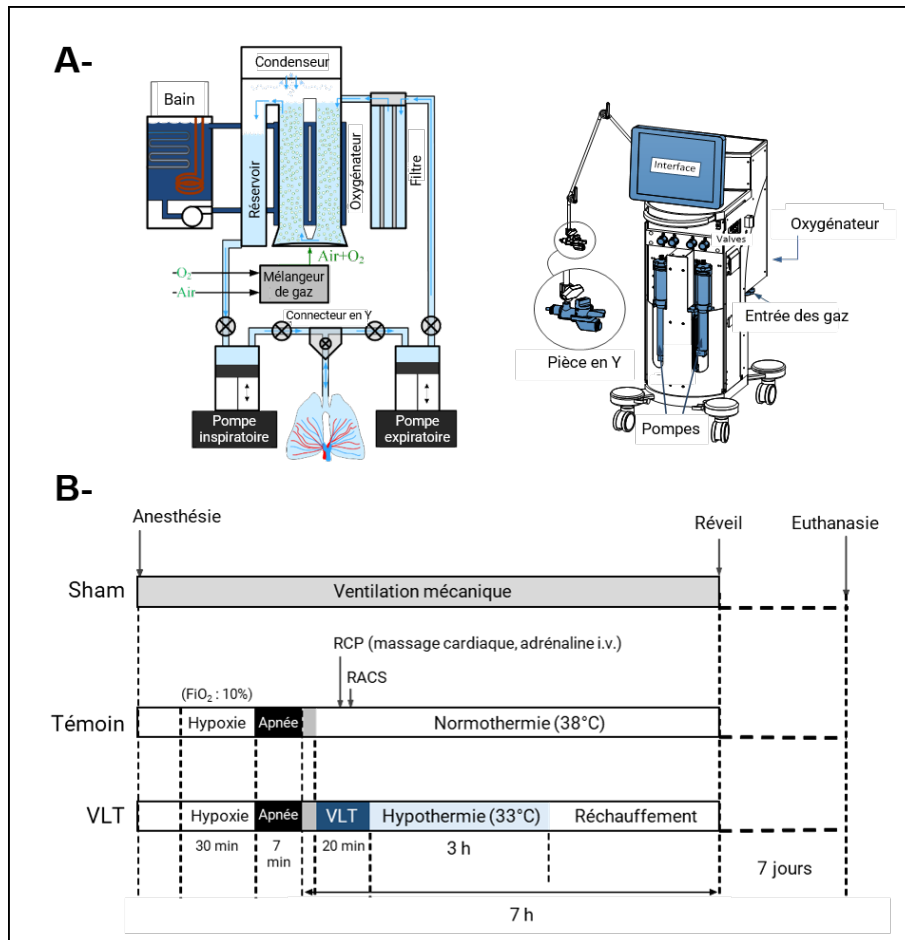 A-
Condenseur
Bain
Réservoir
Oxygénateur
Filtre
Air+O₂
O₂
Air
Mélangeur
de gaz
Connecteur en Y
Pompe
inspiratoire
Pompe
expiratoire
Interface
Valves
Oxygénateur
Entrée des gaz
Pièce en Y
Pompes
B-
Anesthésie
Réveil
Euthanasie
Sham
Ventilation mécanique
RCP (massage cardiaque, adrénaline i.v.)
RACS
(FiO₂ : 10%)
Témoin
Hypoxie
Apnée
Normothermie (38°C)
VLT
Hypoxie
Apnée
VLT
Hypothermie (33°C)
Réchauffement
30 min
7
min
20 min
3 h
7 jours
7 h